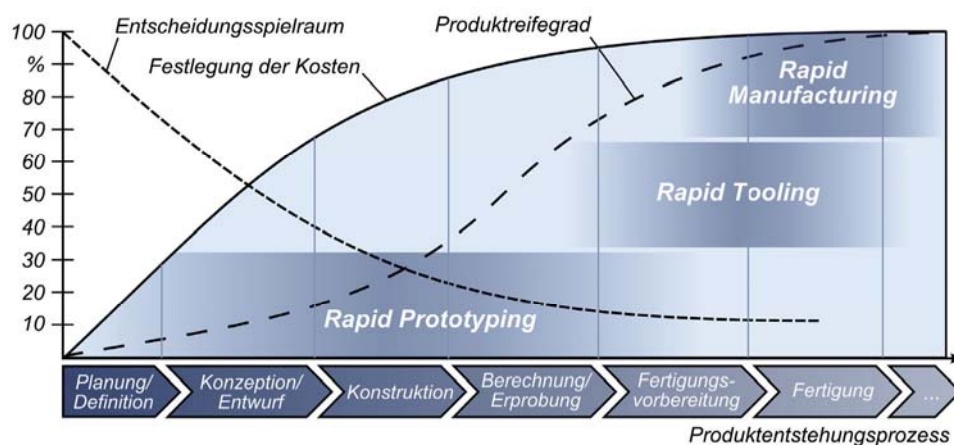 Entscheidungsspielraum
Produktreifegrad
Festlegung der Kosten
100
%
80
70
60
50
40
30
20
10
Rapid
Manufacturing
Rapid Tooling
Rapid Prototyping
Planung/
Definition
Konzeption/
Entwurf
Konstruktion
Berechnung/
Erprobung
Fertigungs-
vorbereitung
Fertigung
...
Produktentstehungsprozess